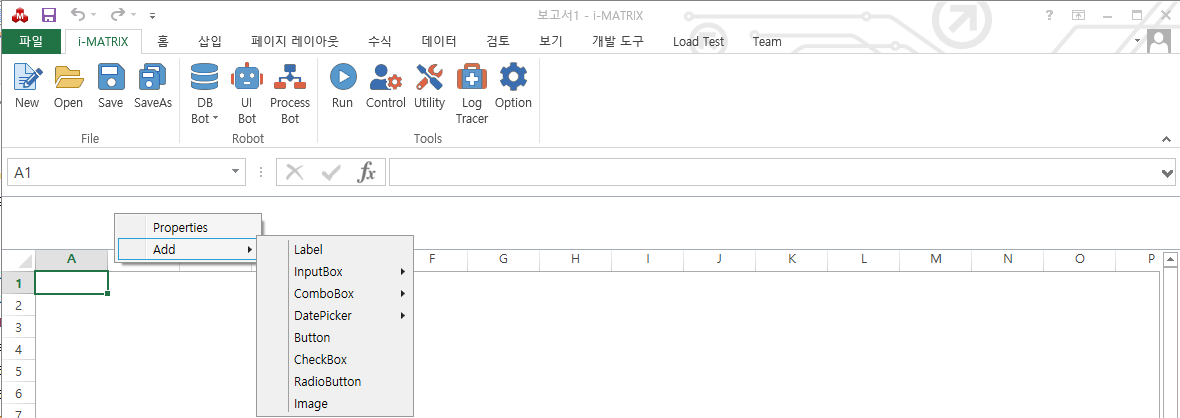 보고서1 - i-MATRIX
파일 i-MATRIX 홈 삽입 페이지 레이아웃 수식 데이터 검토 보기 개발 도구 Load Test Team
New Open Save SaveAs DB Bot UI Bot Process Bot Run Control Utility Log Tracer Option
File Robot Tools
A1 fx
Properties
Add
Label
InputBox
ComboBox
DatePicker
Button
CheckBox
RadioButton
Image
A F G H I J K L M N O P
1
2
3
4
5
6
7